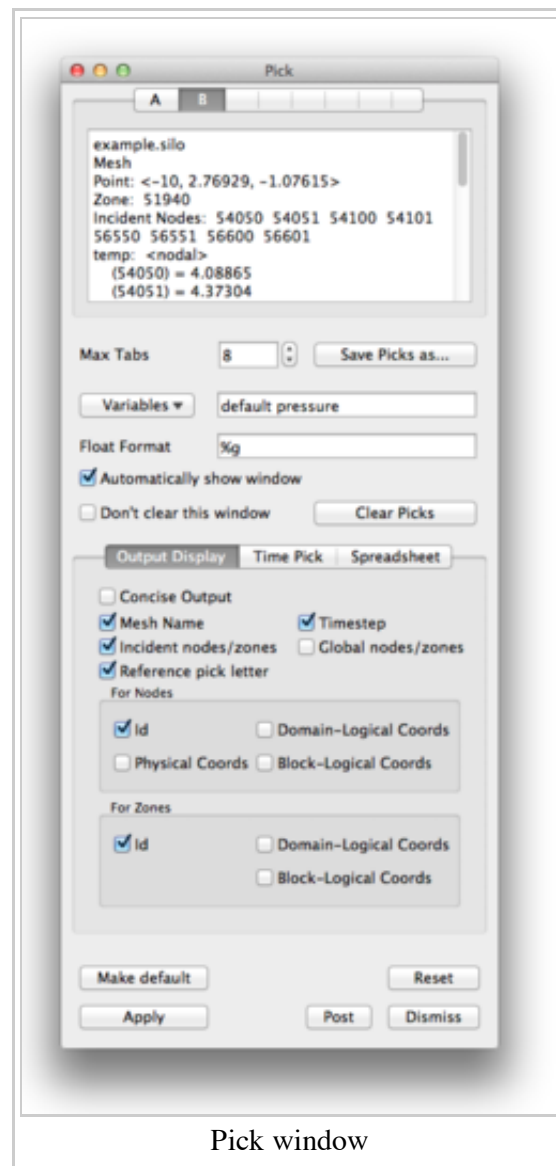 Pick
A B
example.silo
Mesh
Point: <-10, 2.76929, -1.07615>
Zone: 51940
Incident Nodes: 54050 54051 54100 54101
56550 56551 56600 56601
temp: <nodal>
(54050) = 4.08865
(54051) = 4.37304
Max Tabs 8 Save Picks as...
Variables default pressure
Float Format %g
Automatically show window
Don't clear this window Clear Picks
Output Display Time Pick Spreadsheet
Concise Output
Mesh Name Timestep
Incident nodes/zones Global nodes/zones
Reference pick letter
For Nodes
Id Domain-Logical Coords
Physical Coords Block-Logical Coords
For Zones
Id Domain-Logical Coords
Block-Logical Coords
Make default Reset
Apply Post Dismiss
Pick window